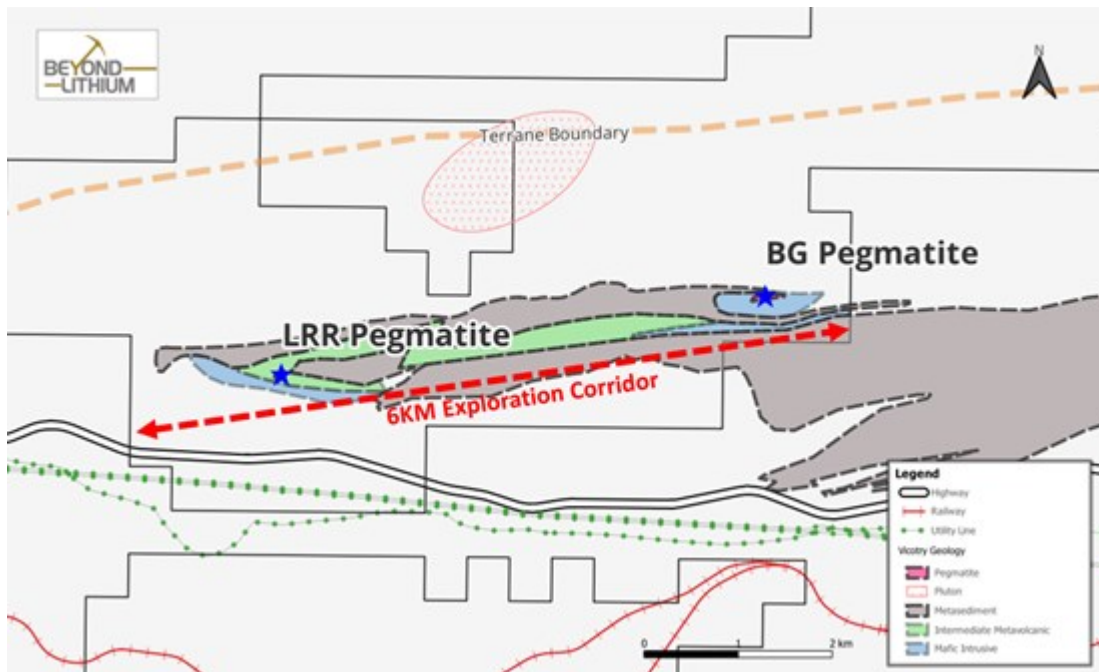 BEYOND
LITHIUM
N
Terrane Boundary
BG Pegmatite
LRR Pegmatite
6KM Exploration Corridor
Legend
Highway
Railway
Utility Line
Vicotry Geology
Pegmatite
Pluton
Metasediment
Intermediate Metavolcanic
Mafic Intrusive
0 1 2 km